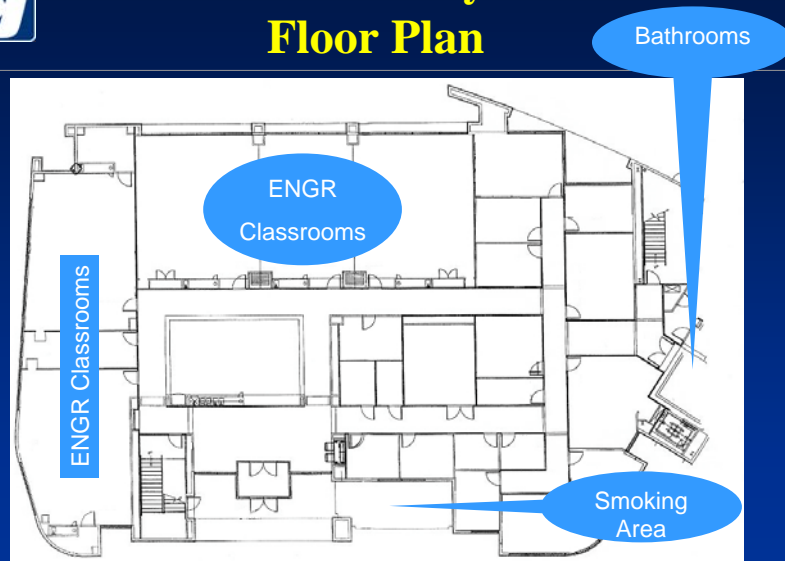 Floor Plan
Bathrooms
ENGR
Classrooms
ENGR Classrooms
Smoking
Area